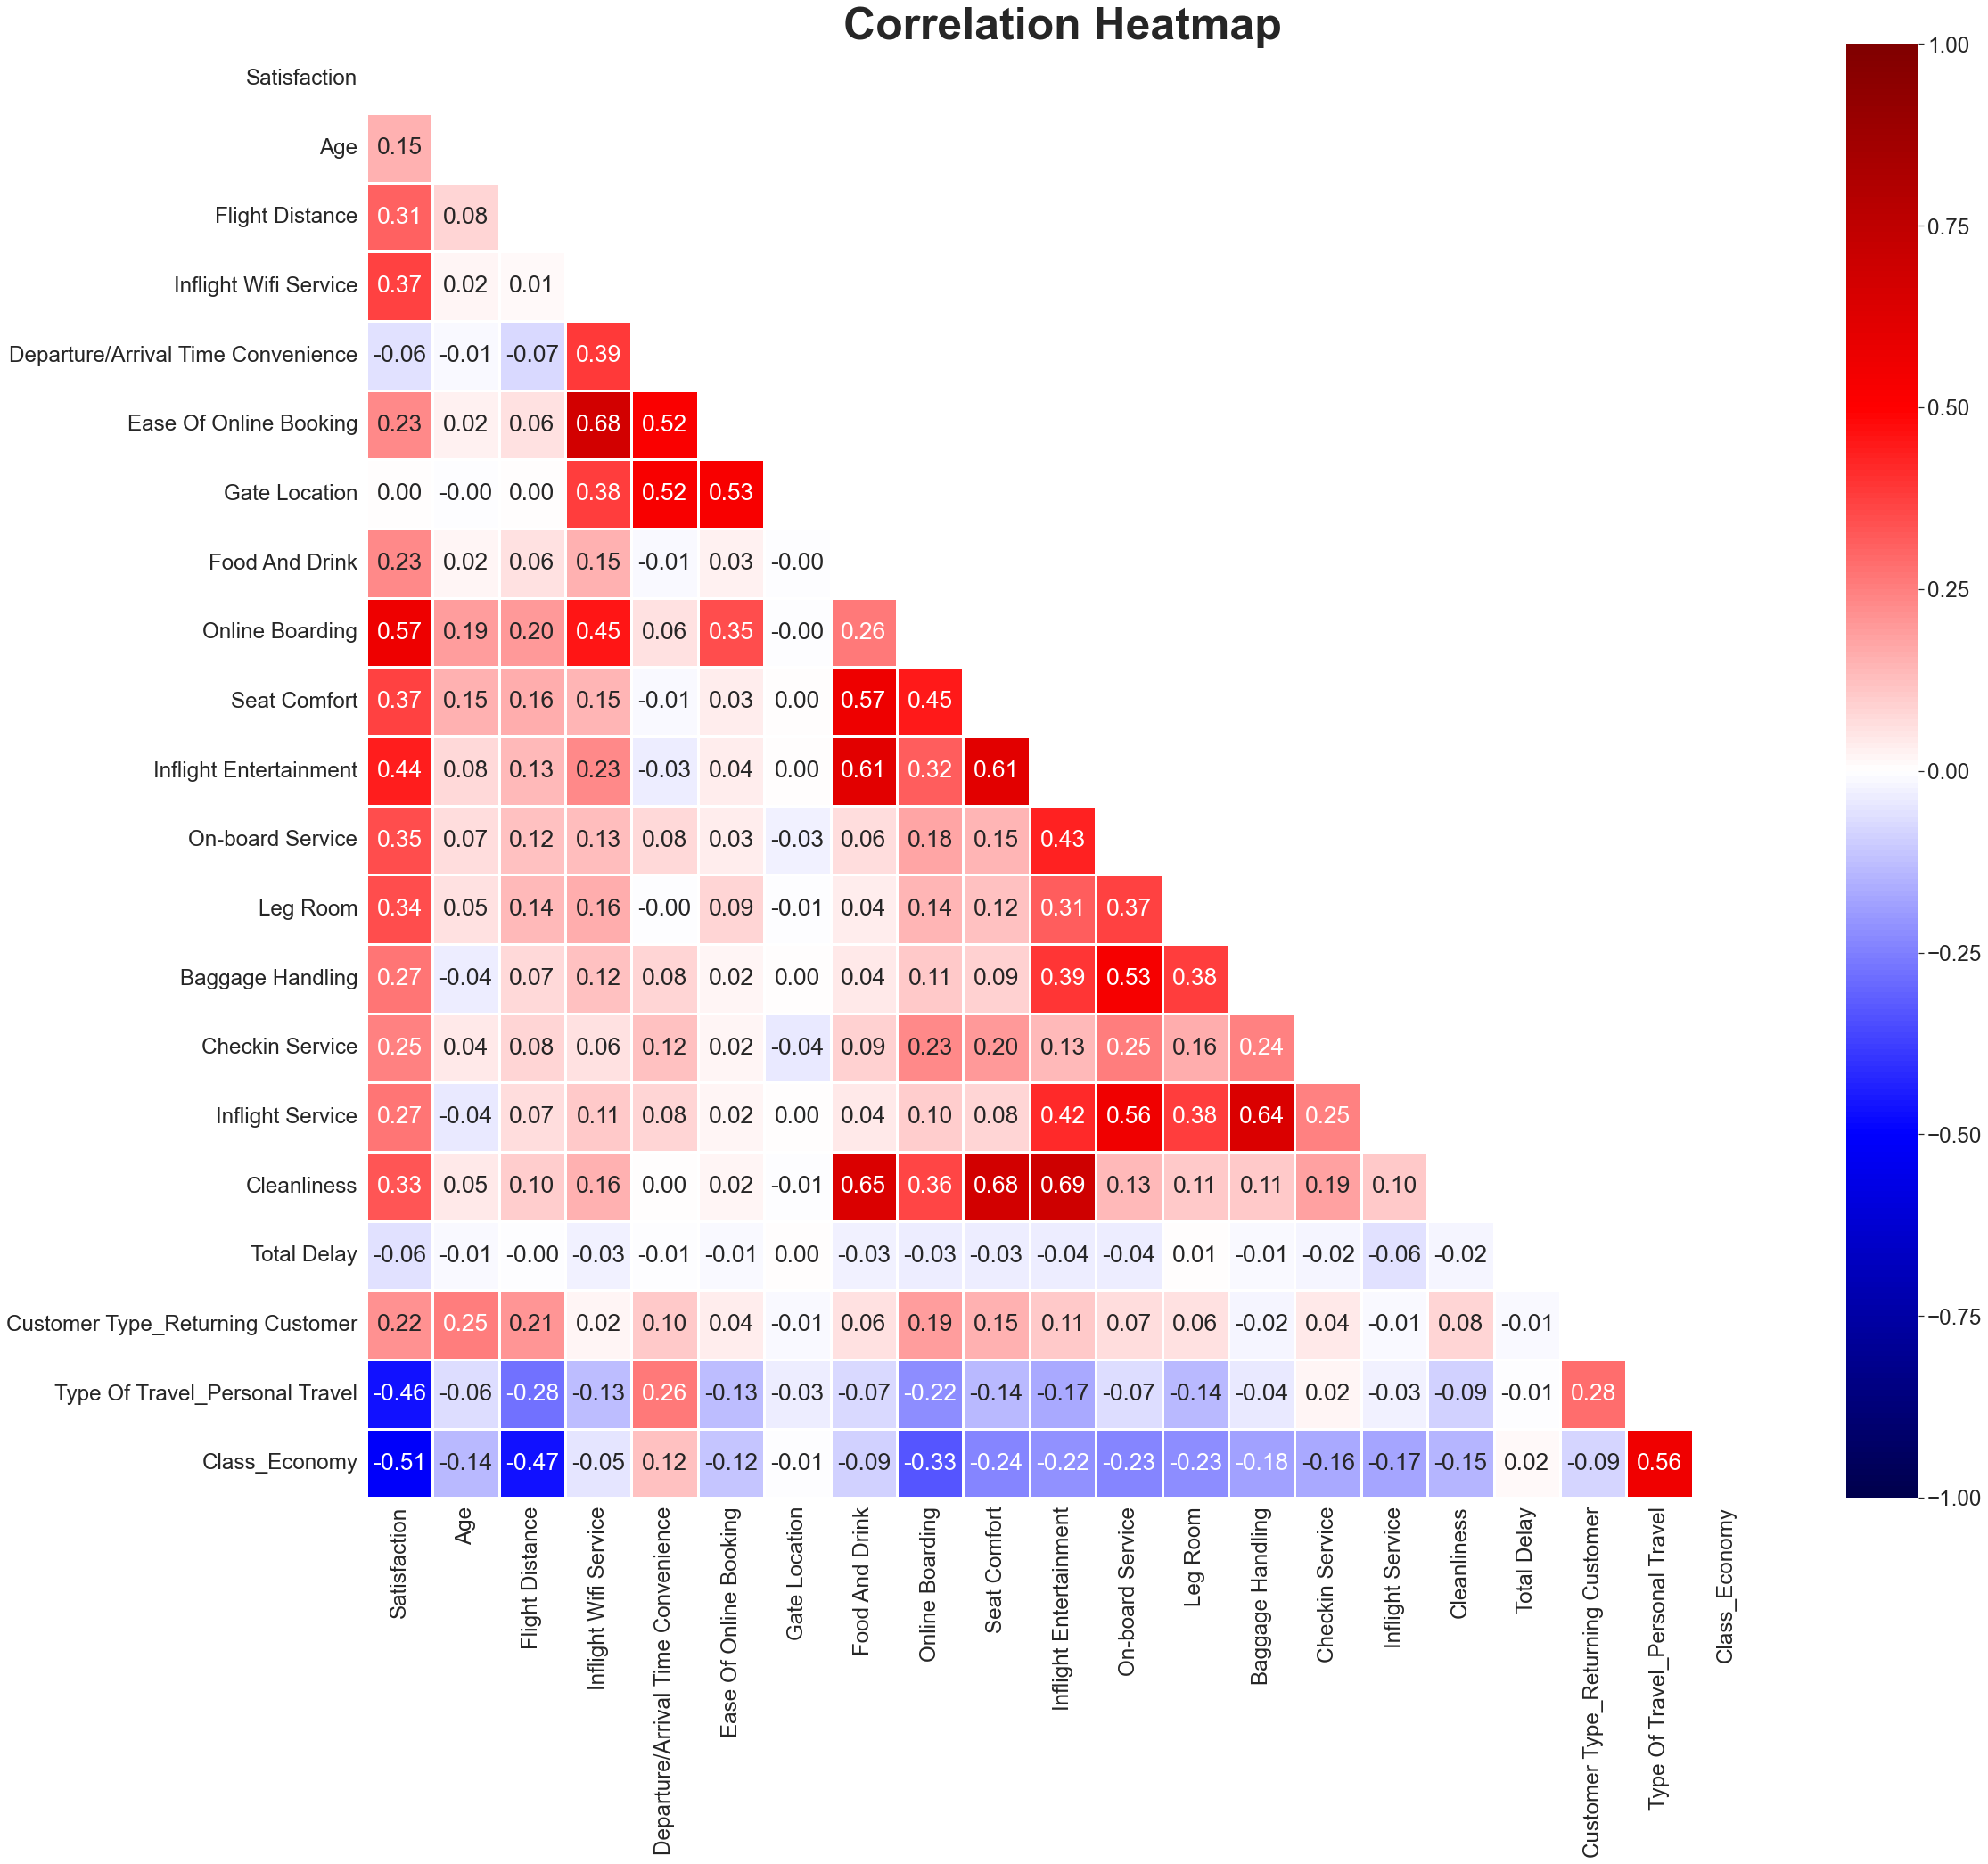 Correlation Heatmap
Satisfaction
Age 0.15
Flight Distance 0.31 0.08
Inflight Wifi Service 0.37 0.02 0.01
Departure/Arrival Time Convenience -0.06 -0.01 -0.07 0.39
Ease Of Online Booking 0.23 0.02 0.06 0.68 0.52
Gate Location 0.00 -0.00 0.00 0.38 0.52 0.53
Food And Drink 0.23 0.02 0.06 0.15 -0.01 0.03 -0.00
Online Boarding 0.57 0.19 0.20 0.45 0.06 0.35 -0.00 0.26
Seat Comfort 0.37 0.15 0.16 0.15 -0.01 0.03 0.00 0.57 0.45
Inflight Entertainment 0.44 0.08 0.13 0.23 -0.03 0.04 0.00 0.61 0.32 0.61
On-board Service 0.35 0.07 0.12 0.13 0.08 0.03 -0.03 0.06 0.18 0.15 0.43
Leg Room 0.34 0.05 0.14 0.16 -0.00 0.09 -0.01 0.04 0.14 0.12 0.31 0.37
Baggage Handling 0.27 -0.04 0.07 0.12 0.08 0.02 0.00 0.04 0.11 0.09 0.39 0.53 0.38
Checkin Service 0.25 0.04 0.08 0.06 0.12 0.02 -0.04 0.09 0.23 0.20 0.13 0.25 0.16 0.24
Inflight Service 0.27 -0.04 0.07 0.11 0.08 0.02 0.00 0.04 0.10 0.08 0.42 0.56 0.38 0.64 0.25
Cleanliness 0.33 0.05 0.10 0.16 0.00 0.02 -0.01 0.65 0.36 0.68 0.69 0.13 0.11 0.11 0.19 0.10
Total Delay -0.06 -0.01 -0.00 -0.03 -0.01 -0.01 0.00 -0.03 -0.03 -0.03 -0.04 -0.04 0.01 -0.01 -0.02 -0.06 -0.02
Customer Type_Returning Customer 0.22 0.25 0.21 0.02 0.10 0.04 -0.01 0.06 0.19 0.15 0.11 0.07 0.06 -0.02 0.04 -0.01 0.08 -0.01
Type Of Travel_Personal Travel -0.46 -0.06 -0.28 -0.13 0.26 -0.13 -0.03 -0.07 -0.22 -0.14 -0.17 -0.07 -0.14 -0.04 0.02 -0.03 -0.09 -0.01 0.28
Class_Economy -0.51 -0.14 -0.47 -0.05 0.12 -0.12 -0.01 -0.09 -0.33 -0.24 -0.22 -0.23 -0.23 -0.18 -0.16 -0.17 -0.15 0.02 -0.09 0.56
Satisfaction
Age
Flight Distance
Inflight Wifi Service
Departure/Arrival Time Convenience
Ease Of Online Booking
Gate Location
Food And Drink
Online Boarding
Seat Comfort
Inflight Entertainment
On-board Service
Leg Room
Baggage Handling
Checkin Service
Inflight Service
Cleanliness
Total Delay
Customer Type_Returning Customer
Type Of Travel_Personal Travel
Class_Economy
1.00
0.75
0.50
0.25
0.00
−0.25
−0.50
−0.75
−1.00